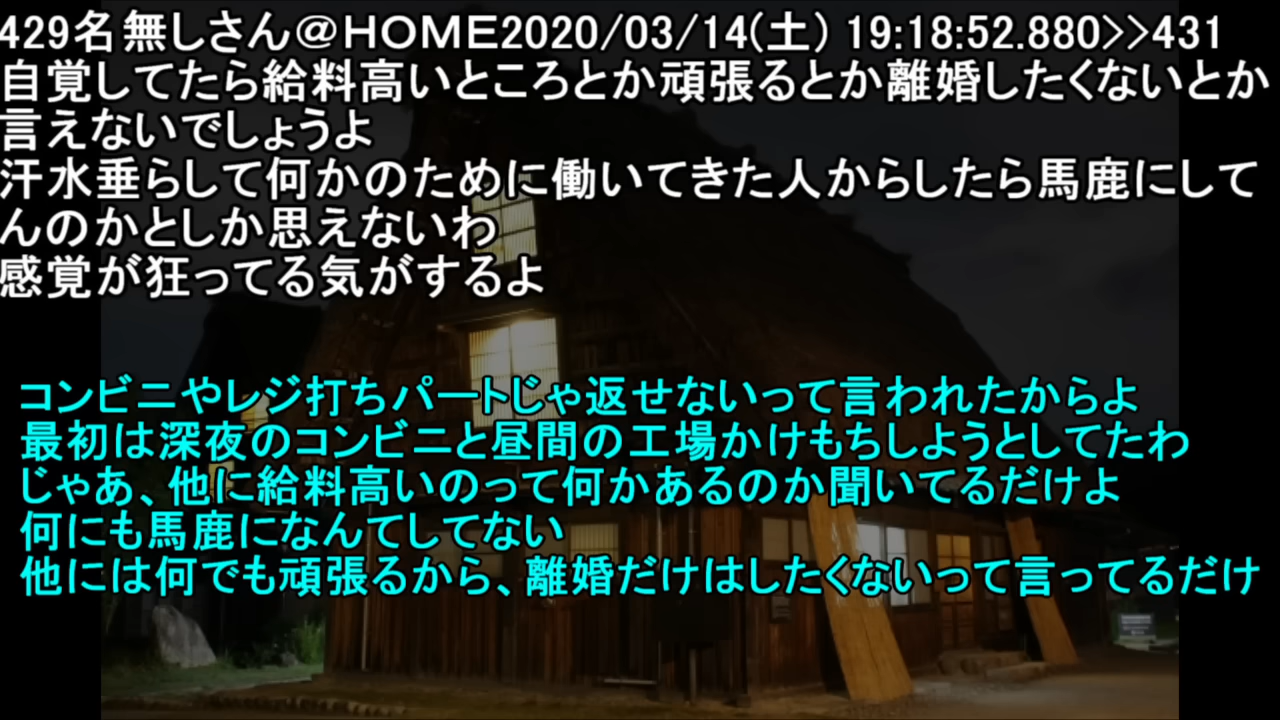 429名無しさん＠ＨＯＭＥ2020/03/14(土) 19:18:52.880>>431
自覚してたら給料高いところとか頑張るとか離婚したくないとか
言えないでしょうよ
汗水垂らして何かのために働いてきた人からしたら馬鹿にして
んのかとしか思えないわ
感覚が狂ってる気がするよ
コンビニやレジ打ちパートじゃ返せないって言われたからよ
最初は深夜のコンビニと昼間の工場かけもちしようとしてたわ
じゃあ、他に給料高いのって何かあるのか聞いてるだけよ
何にも馬鹿になんてしてない
他には何でも頑張るから、離婚だけはしたくないって言ってるだけ